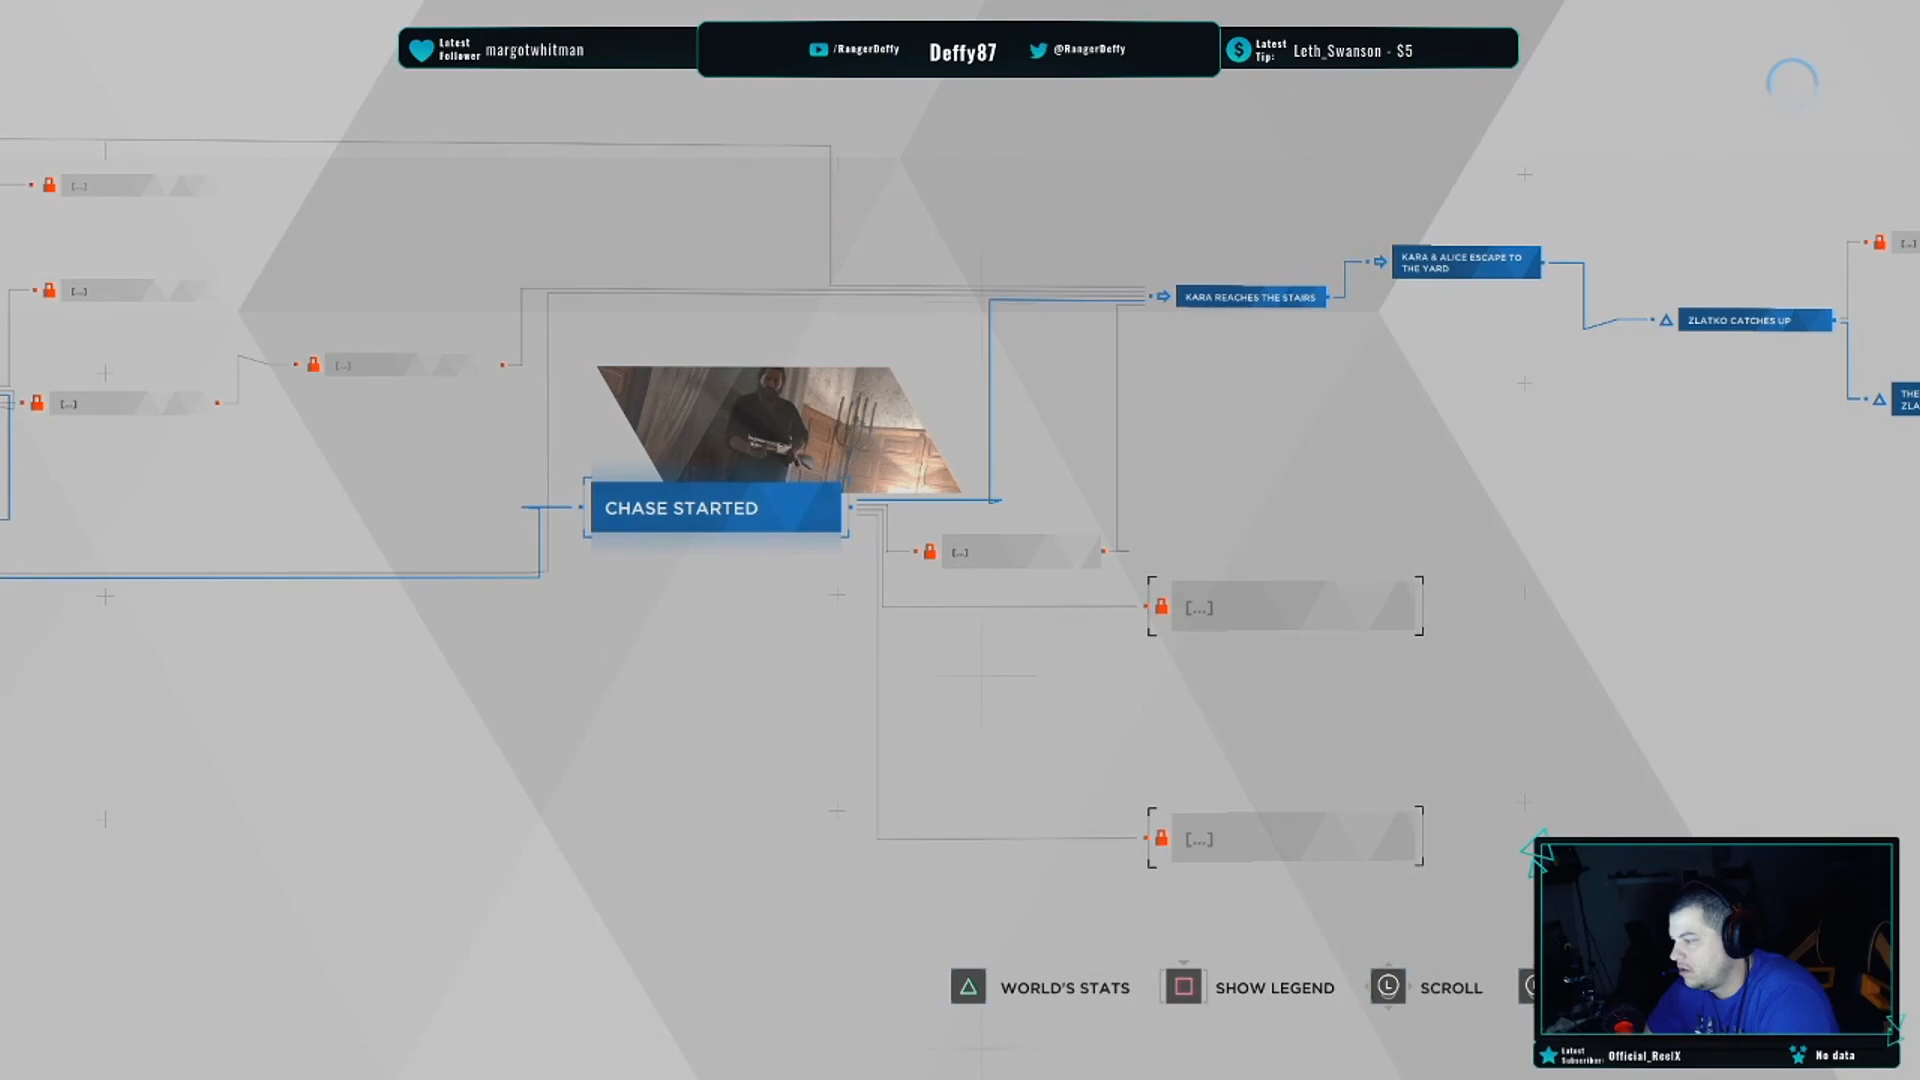 Latest
Follower
margotwhitman
/RangerDeffy
Deffy87
@RangerDeffy
Latest
Tip:
Leth_Swanson - $5
[...]
[...]
[...]
[...]
KARA & ALICE ESCAPE TO
THE YARD
[...]
KARA REACHES THE STAIRS
ZLATKO CATCHES UP
THE
CHASE STARTED
[...]
[...]
[...]
WORLD'S STATS
SHOW LEGEND
L
SCROLL
Latest
Subscriber:
Official_ReelX
No data